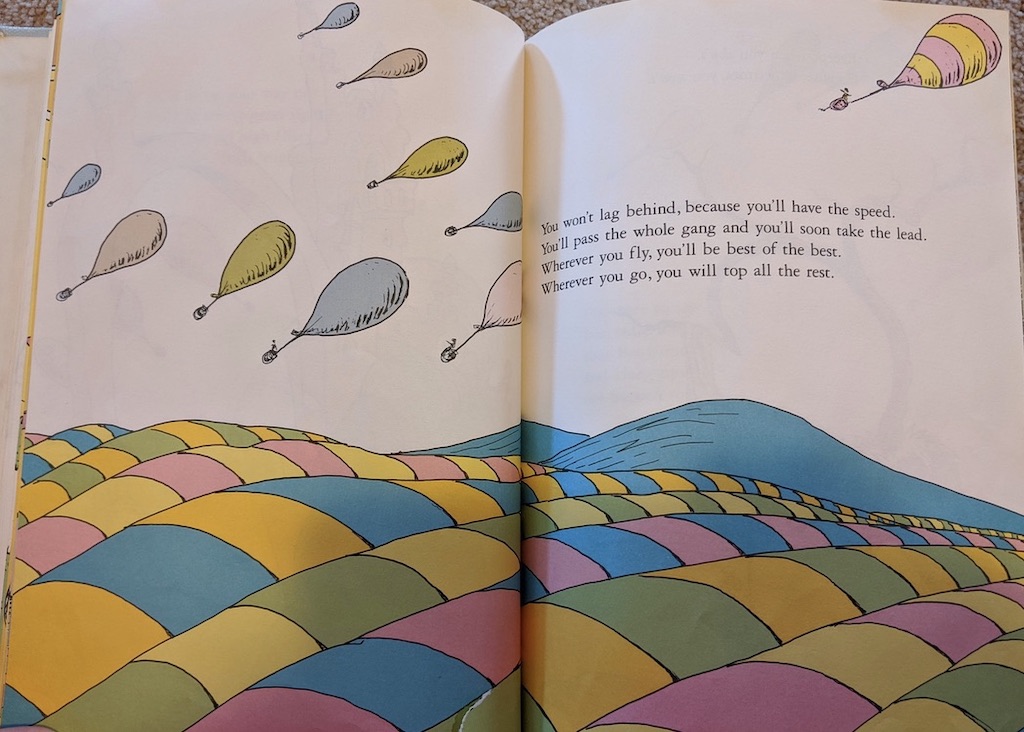 You won't lag behind, because you'll have the speed.
You'll pass the whole gang and you'll soon take the lead.
Wherever you fly, you'll be best of the best.
Wherever you go, you will top all the rest.